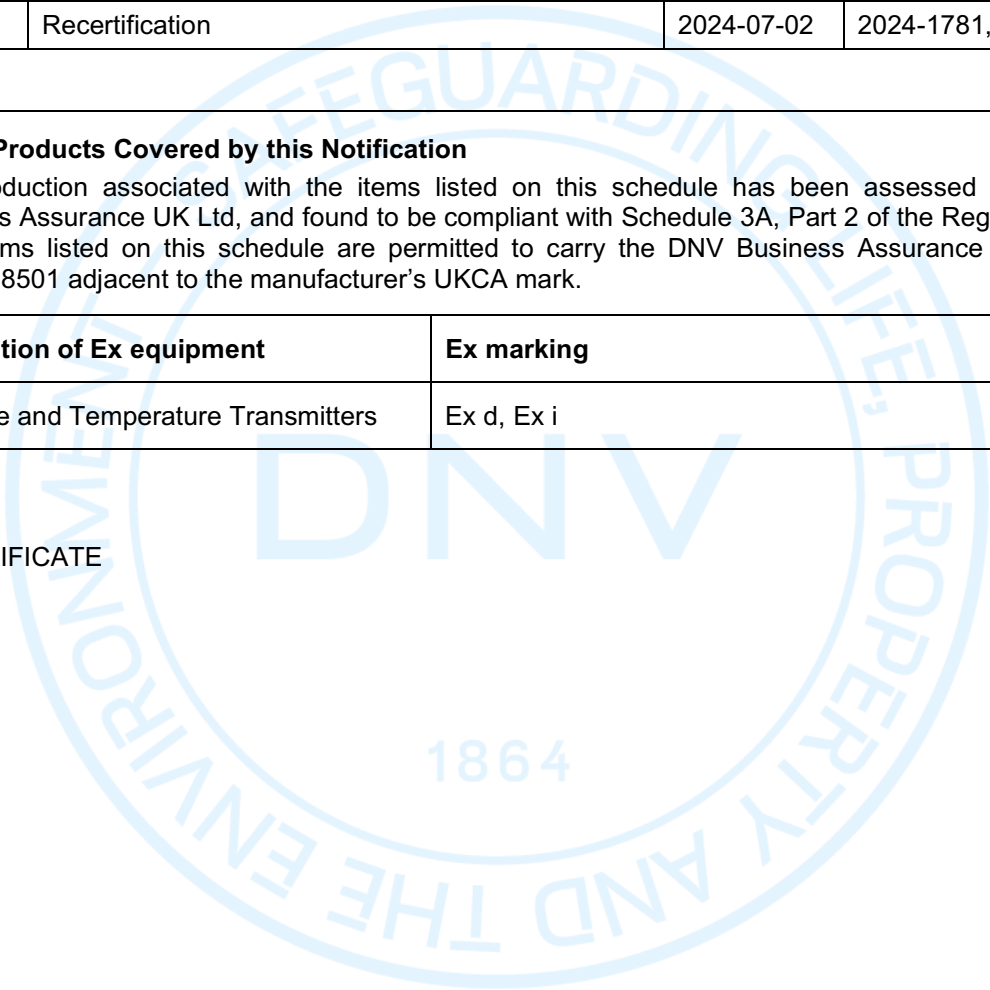 Recertification 2024-07-02 2024-1781,
Products Covered by this Notification
oduction associated with the items listed on this schedule has been assessed
s Assurance UK Ltd, and found to be compliant with Schedule 3A, Part 2 of the Reg
ms listed on this schedule are permitted to carry the DNV Business Assurance
8501 adjacent to the manufacturer's UKCA mark.
tion of Ex equipment Ex marking
e and Temperature Transmitters Ex d, Ex i
IFICATE
SAFEGUARDING LIFE, PROPERTY AND THE ENVIRONMENT
DNV
1864